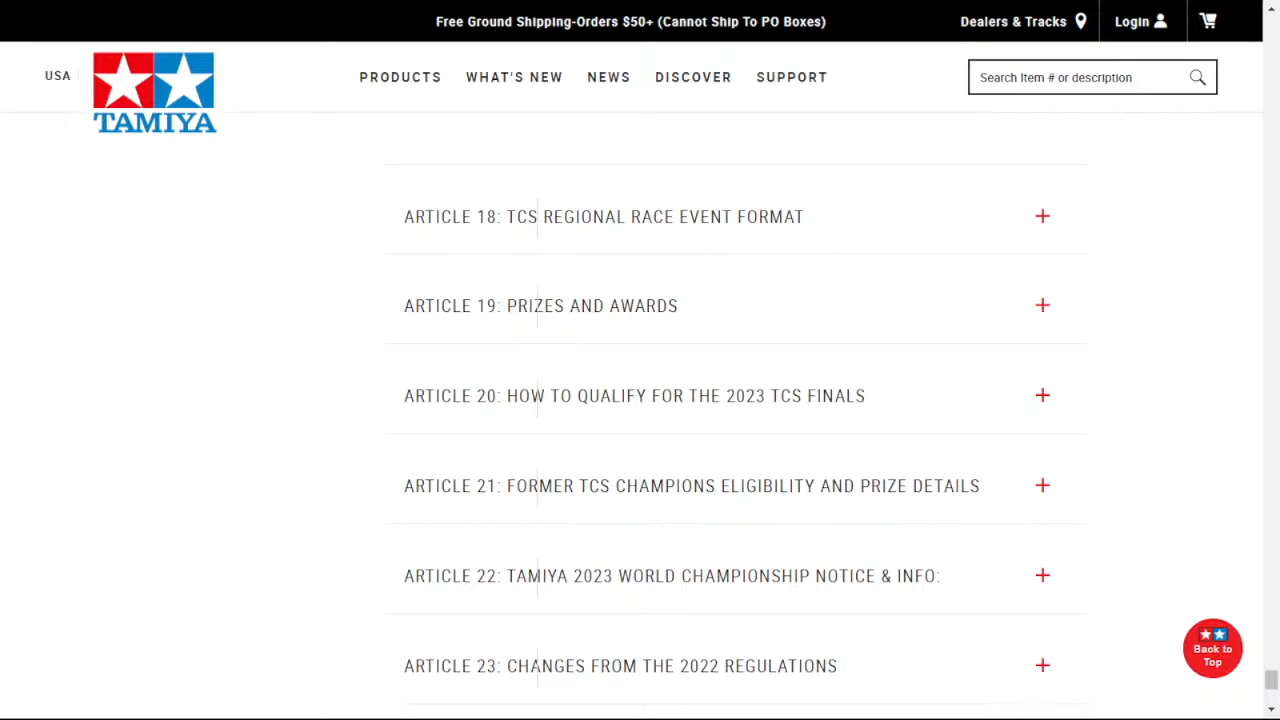 Free Ground Shipping-Orders $50+ (Cannot Ship To PO Boxes)
Dealers & Tracks
Login
USA
TAMIYA
PRODUCTS
WHAT'S NEW
NEWS
DISCOVER
SUPPORT
Search Item # or description
ARTICLE 18: TCS REGIONAL RACE EVENT FORMAT
ARTICLE 19: PRIZES AND AWARDS
ARTICLE 20: HOW TO QUALIFY FOR THE 2023 TCS FINALS
ARTICLE 21: FORMER TCS CHAMPIONS ELIGIBILITY AND PRIZE DETAILS
ARTICLE 22: TAMIYA 2023 WORLD CHAMPIONSHIP NOTICE & INFO:
ARTICLE 23: CHANGES FROM THE 2022 REGULATIONS
Back to
Top